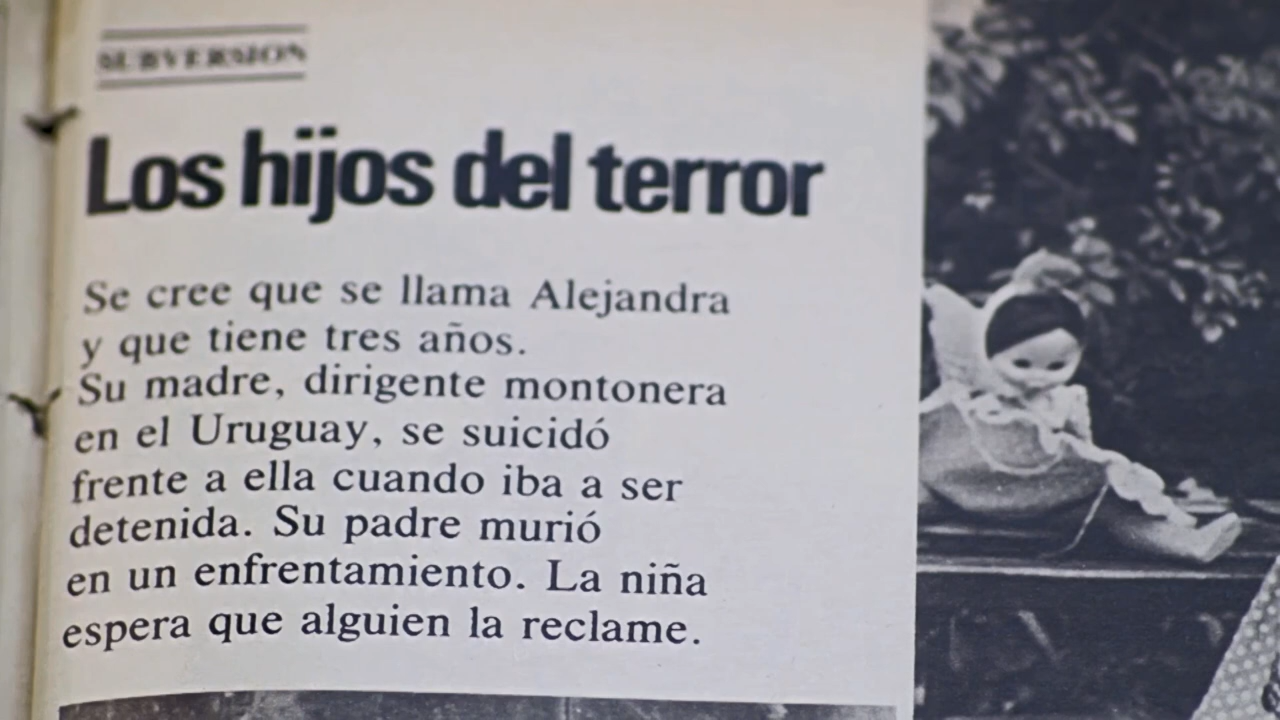 SUBVERSION
Los hijos del terror
Se cree que se llama Alejandra
y que tiene tres años.
Su madre, dirigente montonera
en el Uruguay, se suicidó
frente a ella cuando iba a ser
detenida. Su padre murió
en un enfrentamiento. La niña
espera que alguien la reclame.